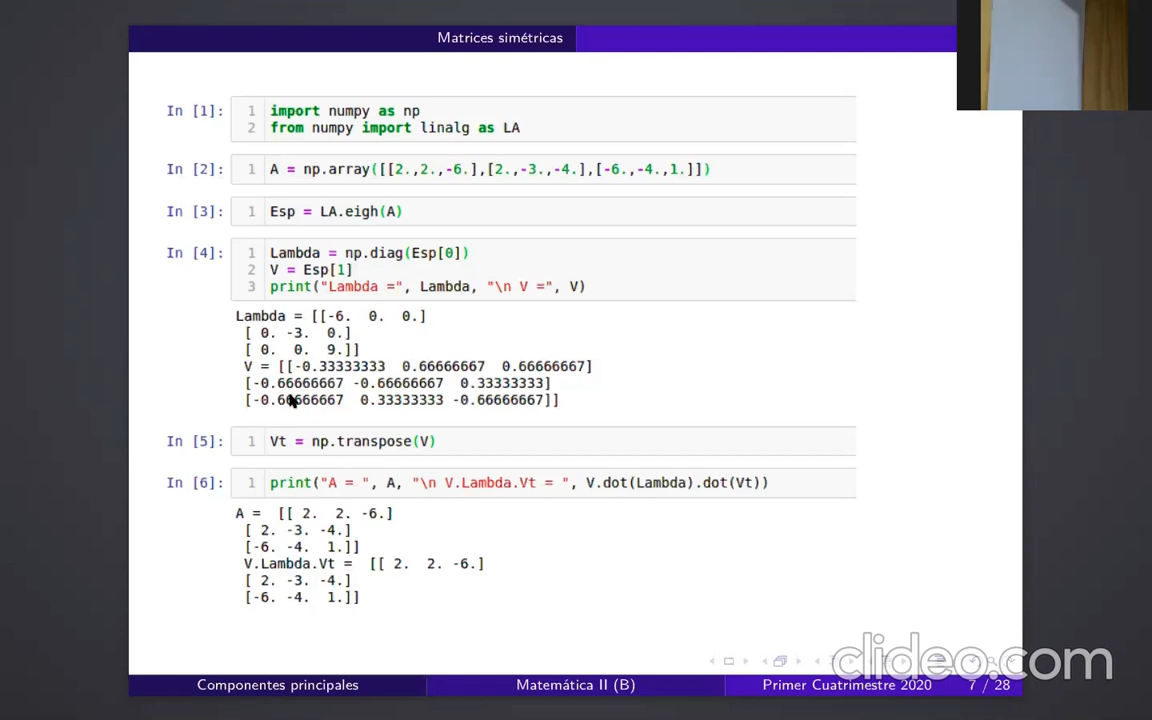 Matrices simétricas
In [1]: 1 import numpy as np
2 from numpy import linalg as LA
In [2]: 1 A = np.array([[2.,2.,-6.],[2.,-3.,-4.],[-6.,-4.,1.]])
In [3]: 1 Esp = LA.eigh(A)
In [4]: 1 Lambda = np.diag(Esp[0])
2 V = Esp[1]
3 print("Lambda =", Lambda, "\n V =", V)
Lambda = [[-6. 0. 0.]
[ 0. -3. 0.]
[ 0. 0. 9.]]
V = [[-0.33333333 0.66666667 0.66666667]
[-0.66666667 -0.66666667 0.33333333]
[-0.66666667 0.33333333 -0.66666667]]
In [5]: 1 Vt = np.transpose(V)
In [6]: 1 print("A = ", A, "\n V.Lambda.Vt = ", V.dot(Lambda).dot(Vt))
A = [[ 2. 2. -6.]
[ 2. -3. -4.]
[-6. -4. 1.]]
V.Lambda.Vt = [[ 2. 2. -6.]
[ 2. -3. -4.]
[-6. -4. 1.]]
clideo.com
Componentes principales Matemática II (B) Primer Cuatrimestre 2020 7 / 28